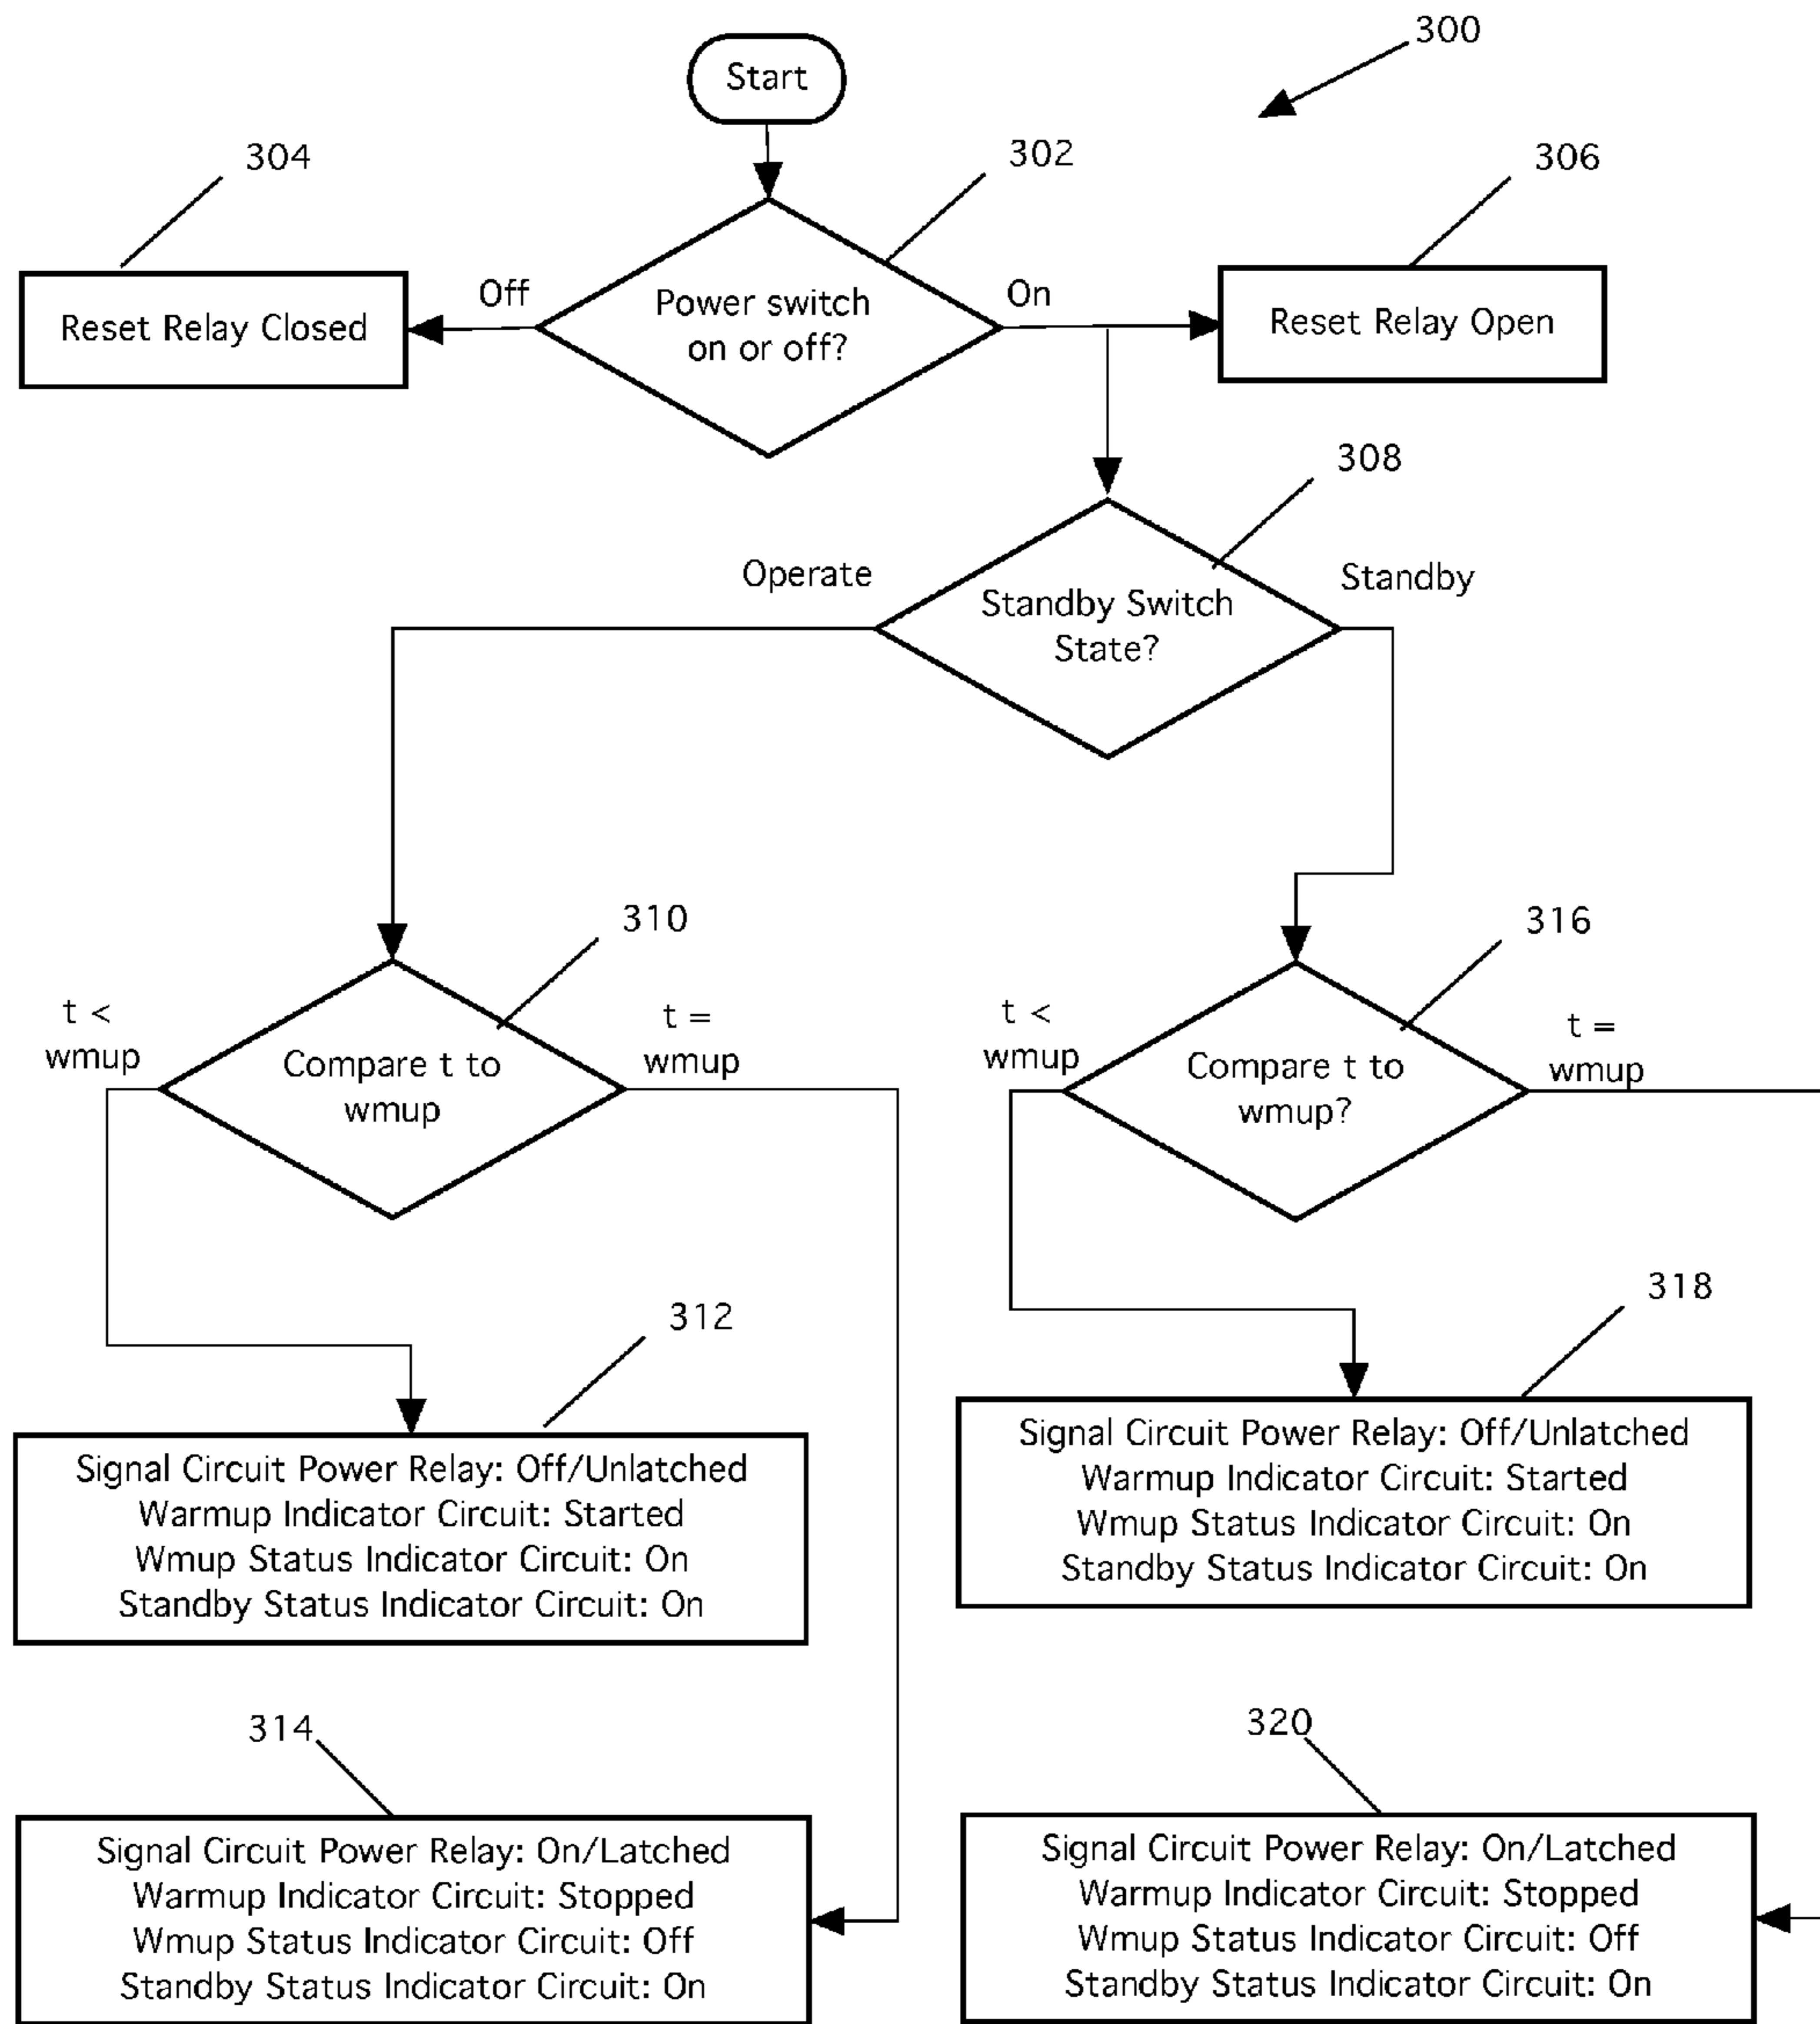 300
Start
304
302
306
Off
On
Reset Relay Closed
Power switch
on or off?
Reset Relay Open
308
Operate
Standby
Standby Switch
State?
310
316
t <
wmup
t =
wmup
Compare t to
wmup
t <
wmup
t =
wmup
Compare t to
wmup?
312
318
Signal Circuit Power Relay: Off/Unlatched
Warmup Indicator Circuit: Started
Wmup Status Indicator Circuit: On
Standby Status Indicator Circuit: On
Signal Circuit Power Relay: Off/Unlatched
Warmup Indicator Circuit: Started
Wmup Status Indicator Circuit: On
Standby Status Indicator Circuit: On
314
320
Signal Circuit Power Relay: On/Latched
Warmup Indicator Circuit: Stopped
Wmup Status Indicator Circuit: Off
Standby Status Indicator Circuit: On
Signal Circuit Power Relay: On/Latched
Warmup Indicator Circuit: Stopped
Wmup Status Indicator Circuit: Off
Standby Status Indicator Circuit: On